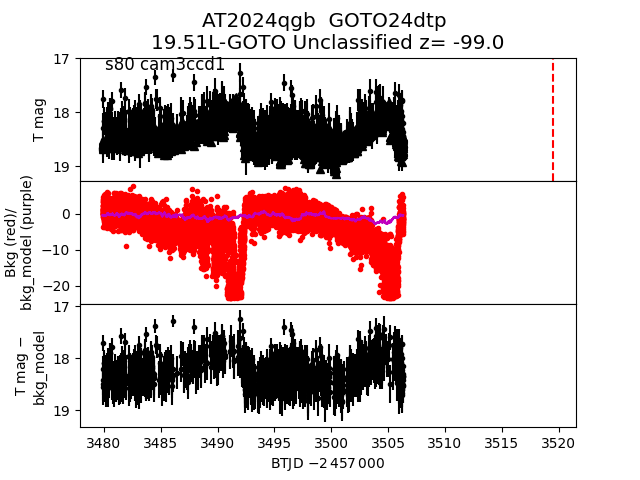 AT2024qgb  GOTO24dtp
19.51L-GOTO Unclassified z= -99.0
s80 cam3ccd1
T mag
17
18
19
Bkg (red)/
bkg_model (purple)
0
−10
−20
T mag −
bkg_model
17
18
19
3480 3485 3490 3495 3500 3505 3510 3515 3520
BTJD −2 457 000